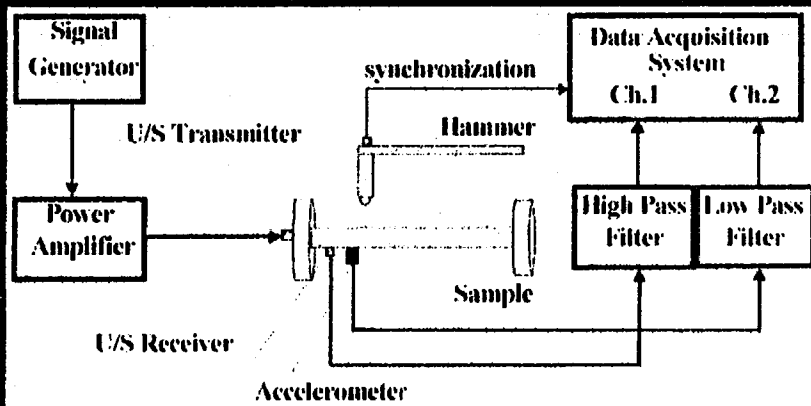 Signal
Generator
Data Acquisition
System
Ch.1 Ch.2
synchronization
Hammer
U/S Transmitter
Power
Amplifier
High Pass
Filter
Low Pass
Filter
Sample
U/S Receiver
Accelerometer